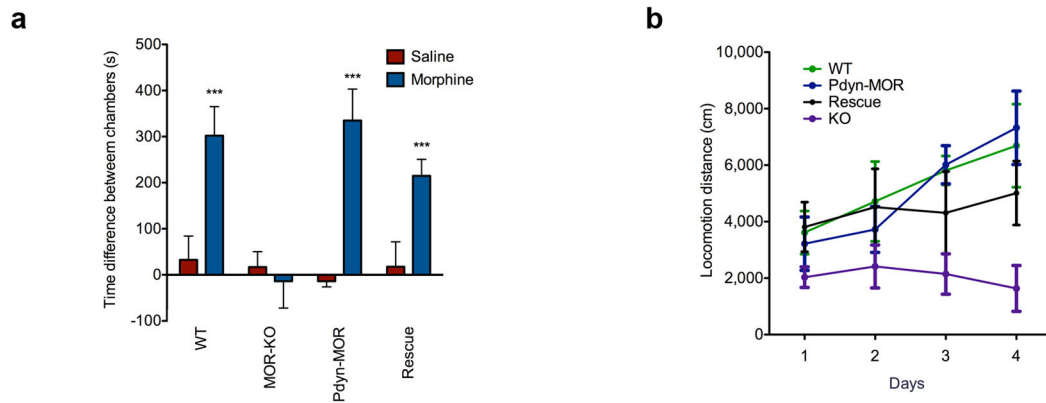 a
Time difference betweem chambers (s)
500
400
300
200
100
0
-100
Saline
Morphine
***
***
***
WT
MOR-KO
Pdyn-MOR
Rescue
b
Locomotion distance (cm)
10,000
8,000
6,000
4,000
2,000
0
WT
Pdyn-MOR
Rescue
KO
1 2 3 4
Days